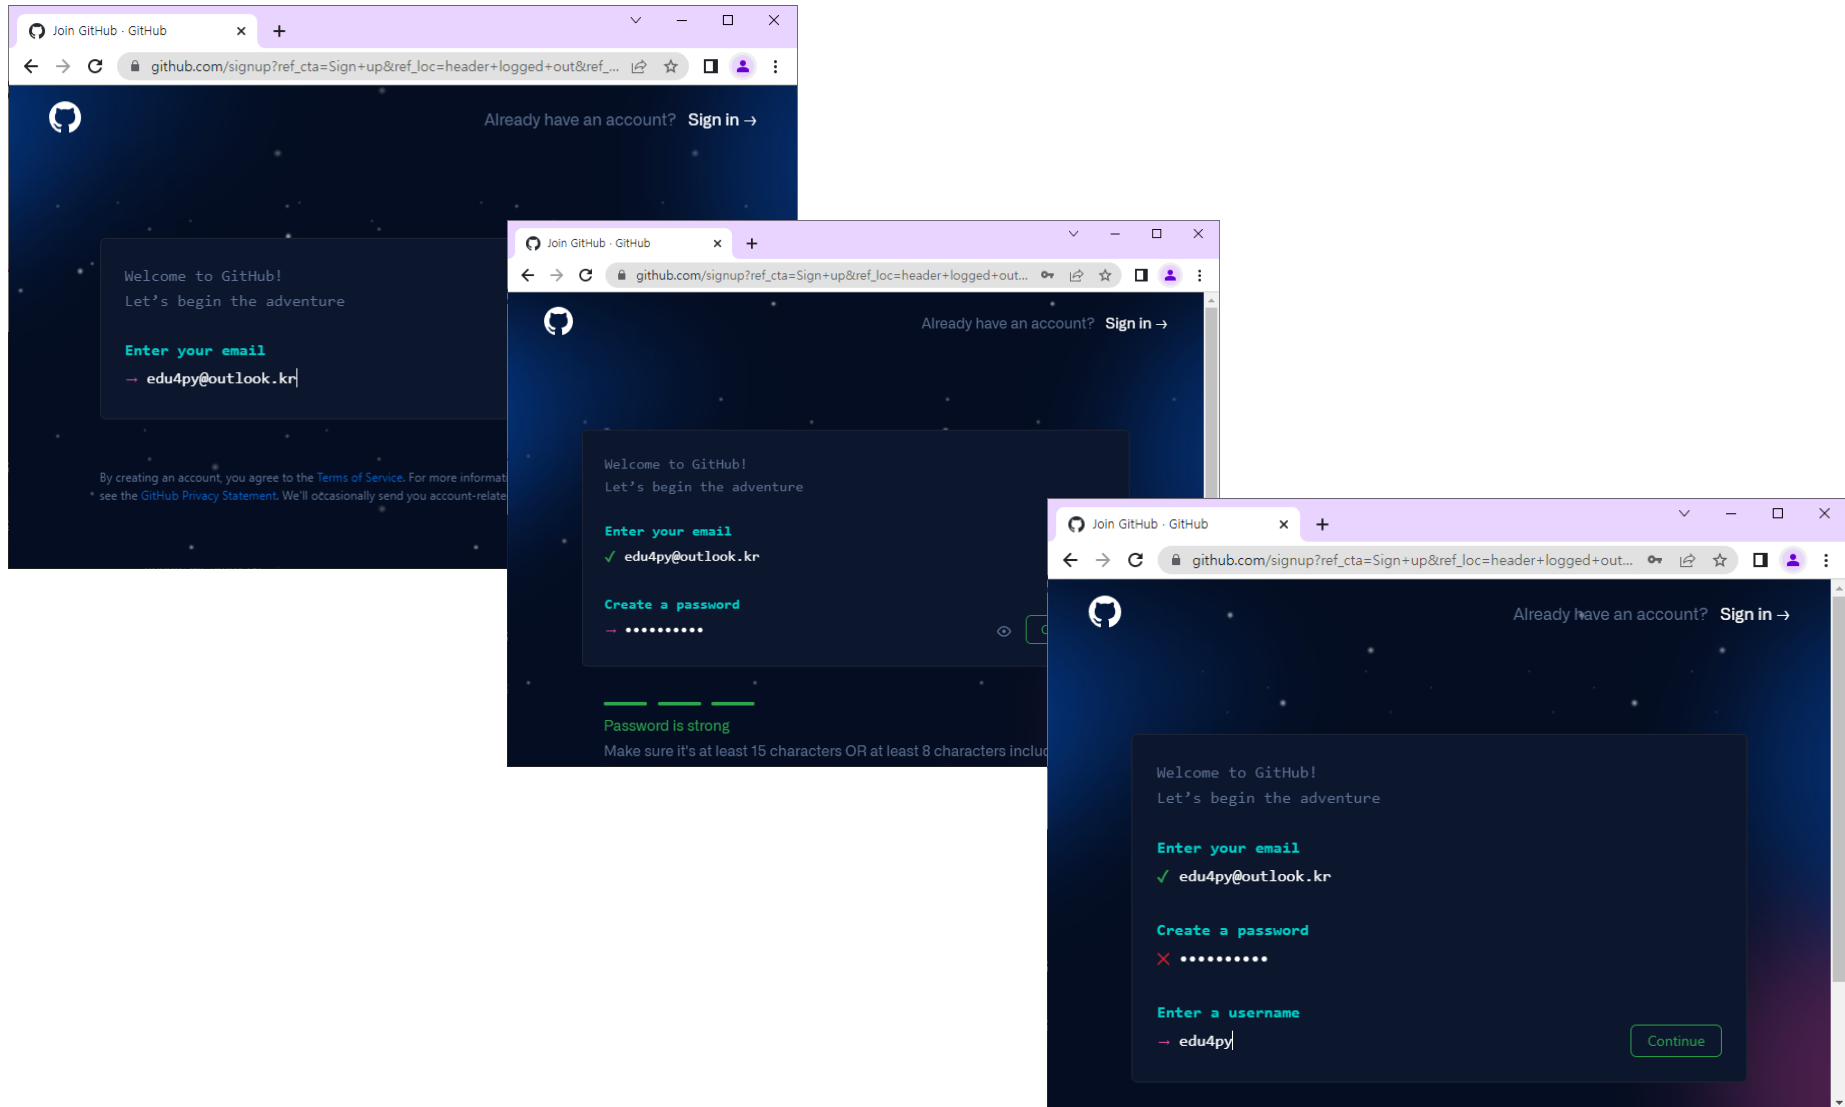 Join GitHub · GitHub
github.com/signup?ref_cta=Sign+up&ref_loc=header+logged+out&ref_...
Already have an account? Sign in →
Welcome to GitHub!
Let's begin the adventure
Enter your email
→ edu4py@outlook.kr
By creating an account, you agree to the Terms of Service. For more informati
see the GitHub Privacy Statement. We'll occasionally send you account-relate
Join GitHub · GitHub
github.com/signup?ref_cta=Sign+up&ref_loc=header+logged+out...
Already have an account? Sign in →
Welcome to GitHub!
Let's begin the adventure
Enter your email
✓ edu4py@outlook.kr
Create a password
→ ••••••••••
C
Password is strong
Make sure it's at least 15 characters OR at least 8 characters includ
Join GitHub · GitHub
github.com/signup?ref_cta=Sign+up&ref_loc=header+logged+out...
Already have an account? Sign in →
Welcome to GitHub!
Let's begin the adventure
Enter your email
✓ edu4py@outlook.kr
Create a password
✕ ••••••••••
Enter a username
→ edu4py
Continue